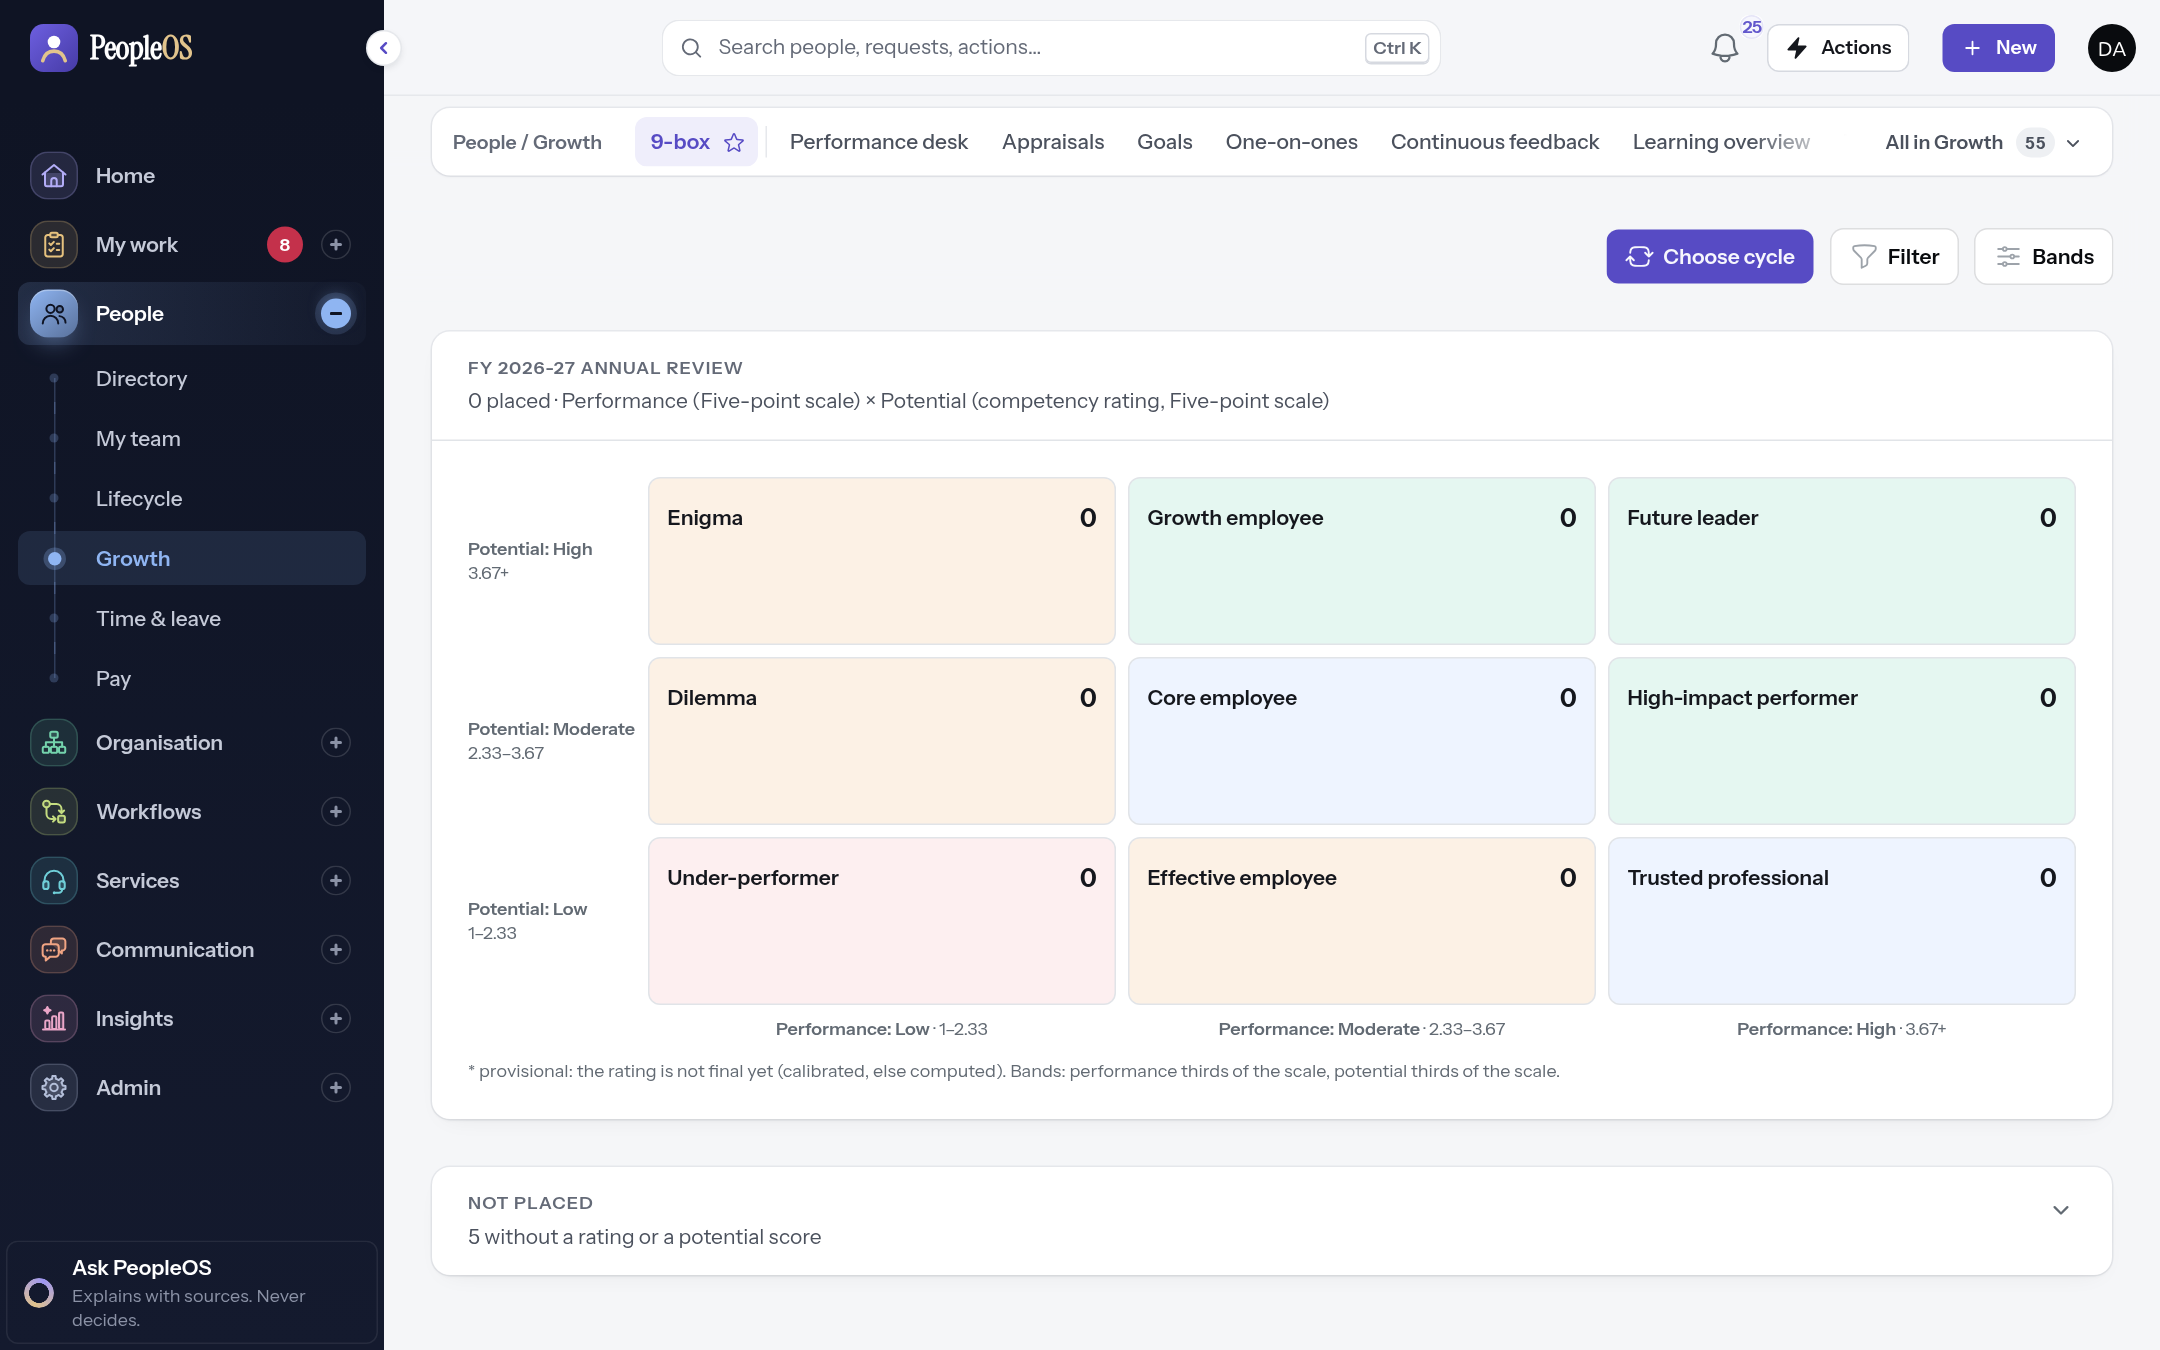 PeopleOS
Search people, requests, actions...
Ctrl K
25
Actions
New
DA
People / Growth
9-box
Performance desk
Appraisals
Goals
One-on-ones
Continuous feedback
Learning overview
All in Growth 55
Home
My work 8
People
Directory
My team
Lifecycle
Growth
Time & leave
Pay
Organisation
Workflows
Services
Communication
Insights
Admin
Ask PeopleOS
Explains with sources. Never
decides.
Choose cycle
Filter
Bands
FY 2026-27 ANNUAL REVIEW
0 placed · Performance (Five-point scale) × Potential (competency rating, Five-point scale)
Potential: High
3.67+
Enigma 0
Growth employee 0
Future leader 0
Potential: Moderate
2.33–3.67
Dilemma 0
Core employee 0
High-impact performer 0
Potential: Low
1–2.33
Under-performer 0
Effective employee 0
Trusted professional 0
Performance: Low · 1–2.33
Performance: Moderate · 2.33–3.67
Performance: High · 3.67+
* provisional: the rating is not final yet (calibrated, else computed). Bands: performance thirds of the scale, potential thirds of the scale.
NOT PLACED
5 without a rating or a potential score